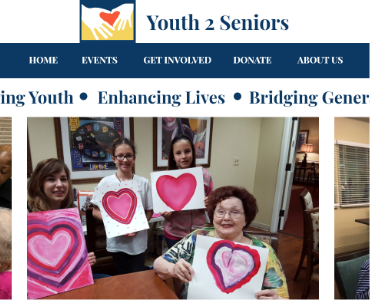 Youth 2 Seniors
HOME EVENTS GET INVOLVED DONATE ABOUT US
ing Youth • Enhancing Lives • Bridging Gener